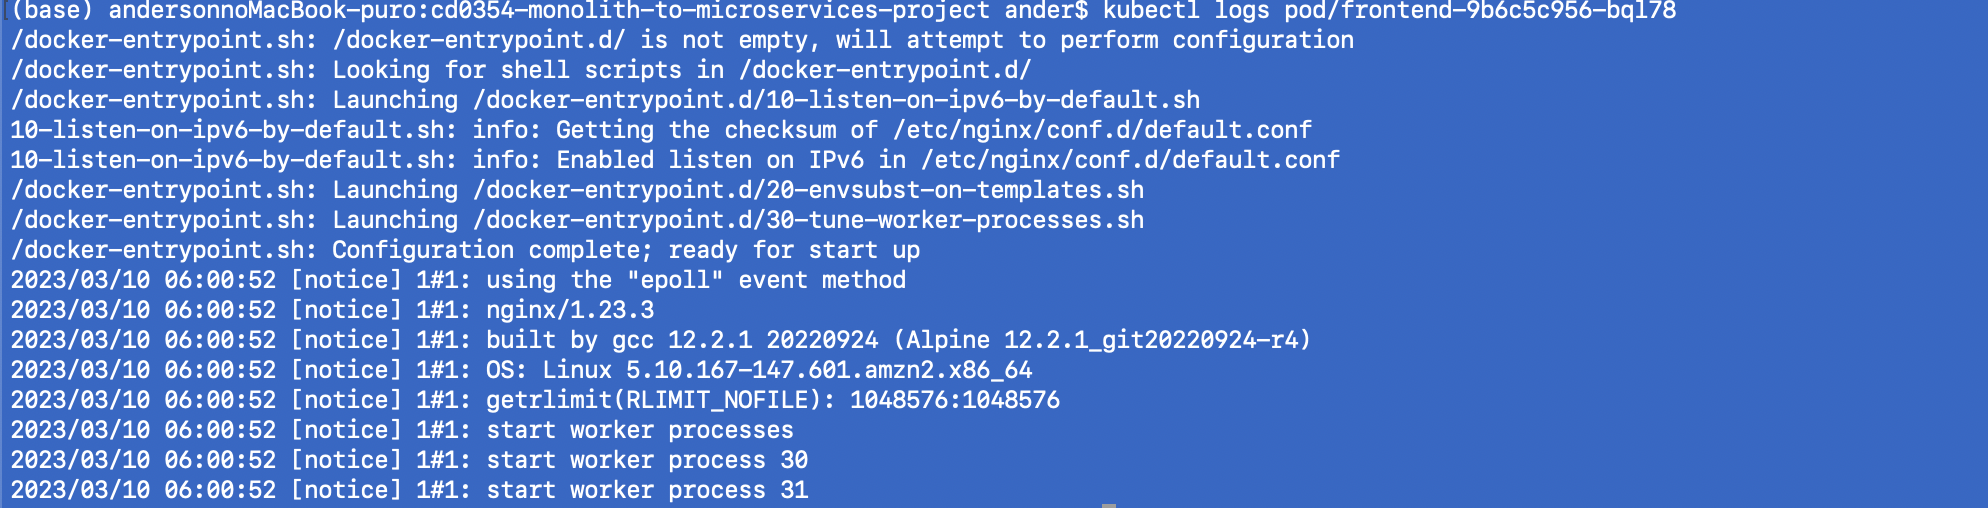 (base) andersonnoMacBook-puro:cd0354-monolith-to-microservices-project ander$ kubectl logs pod/frontend-9b6c5c956-bql78
/docker-entrypoint.sh: /docker-entrypoint.d/ is not empty, will attempt to perform configuration
/docker-entrypoint.sh: Looking for shell scripts in /docker-entrypoint.d/
/docker-entrypoint.sh: Launching /docker-entrypoint.d/10-listen-on-ipv6-by-default.sh
10-listen-on-ipv6-by-default.sh: info: Getting the checksum of /etc/nginx/conf.d/default.conf
10-listen-on-ipv6-by-default.sh: info: Enabled listen on IPv6 in /etc/nginx/conf.d/default.conf
/docker-entrypoint.sh: Launching /docker-entrypoint.d/20-envsubst-on-templates.sh
/docker-entrypoint.sh: Launching /docker-entrypoint.d/30-tune-worker-processes.sh
/docker-entrypoint.sh: Configuration complete; ready for start up
2023/03/10 06:00:52 [notice] 1#1: using the "epoll" event method
2023/03/10 06:00:52 [notice] 1#1: nginx/1.23.3
2023/03/10 06:00:52 [notice] 1#1: built by gcc 12.2.1 20220924 (Alpine 12.2.1_git20220924-r4)
2023/03/10 06:00:52 [notice] 1#1: OS: Linux 5.10.167-147.601.amzn2.x86_64
2023/03/10 06:00:52 [notice] 1#1: getrlimit(RLIMIT_NOFILE): 1048576:1048576
2023/03/10 06:00:52 [notice] 1#1: start worker processes
2023/03/10 06:00:52 [notice] 1#1: start worker process 30
2023/03/10 06:00:52 [notice] 1#1: start worker process 31